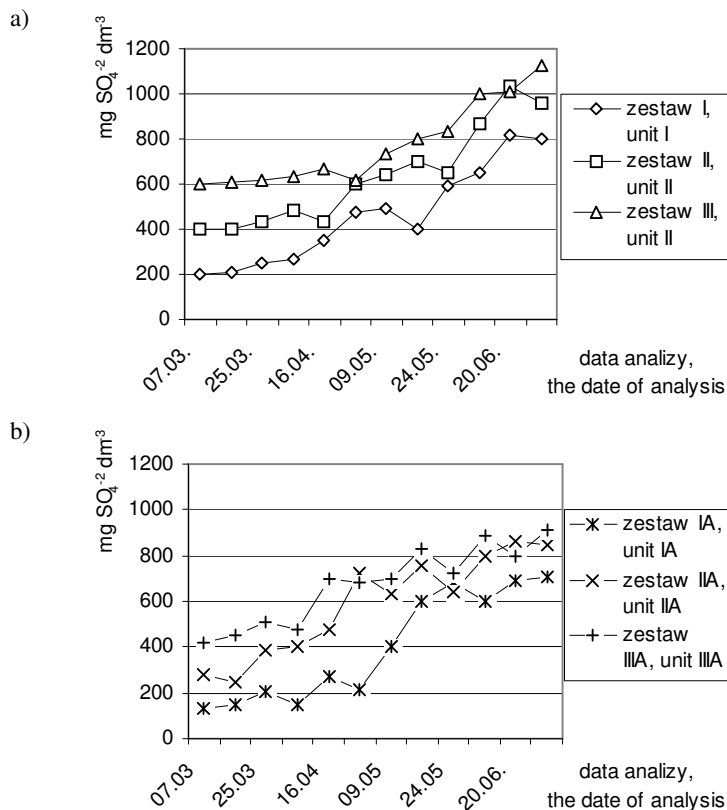 a)
mg SO₄⁻² dm⁻³
1200
1000
800
600
400
200
0
07.03.
25.03.
16.04.
09.05.
24.05.
20.06.
data analizy,
the date of analysis
zestaw I,
unit I
zestaw II,
unit II
zestaw III,
unit II
b)
mg SO₄⁻² dm³
1200
1000
800
600
400
200
0
07.03
25.03
16.04
09.05
24.05
20.06.
data analizy,
the date of analysis
zestaw IA,
unit IA
zestaw IIA,
unit IIA
zestaw
IIIA, unit IIIA